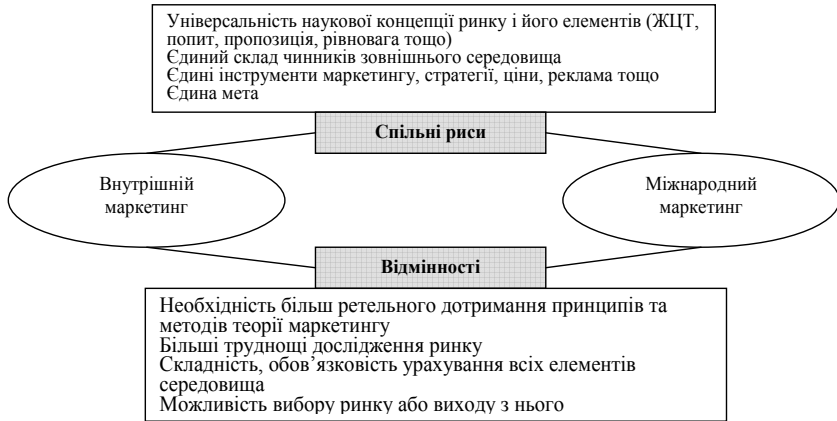 Універсальність наукової концепції ринку і його елементів (ЖЦТ,
попит, пропозиція, рівновага тощо)
Єдиний склад чинників зовнішнього середовища
Єдині інструменти маркетингу, стратегії, ціни, реклама тощо
Єдина мета
Спільні риси
Внутрішній
маркетинг
Міжнародний
маркетинг
Відмінності
Необхідність більш ретельного дотримання принципів та
методів теорії маркетингу
Більші труднощі дослідження ринку
Складність, обов’язковість урахування всіх елементів
середовища
Можливість вибору ринку або виходу з нього